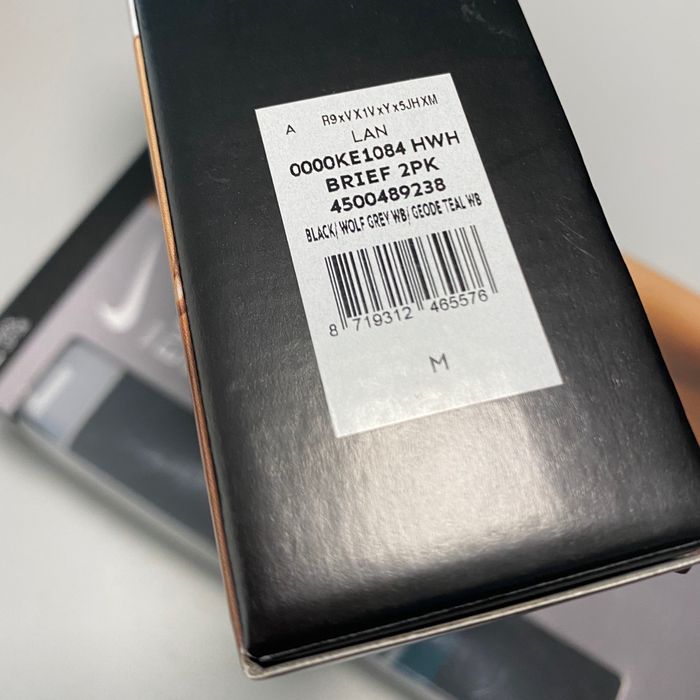 A R9xVX1VxYx5JHXM
LAN
0000KE1084 HWH
BRIEF 2PK
4500489238
BLACK/ WOLF GREY WB/ GEODE TEAL WB
8 719312 465576
M